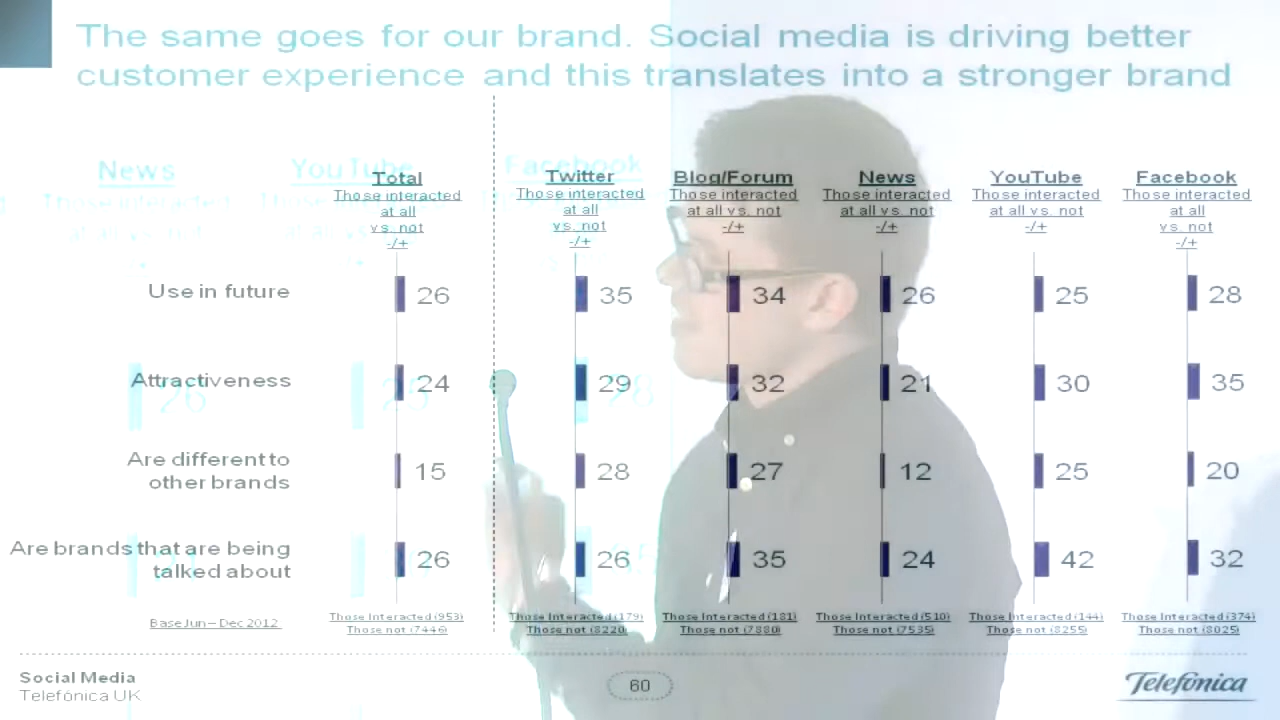 The same goes for our brand. Social media is driving better
customer experience and this translates into a stronger brand
News
YouTube
Facebook
Total
Those interacted
at all
vs. not
-/+
Twitter
Those interacted
at all
vs. not
-/+
Blog/Forum
Those interacted
at all vs. not
-/+
News
Those interacted
at all vs. not
-/+
YouTube
Those interacted
at all vs. not
-/+
Facebook
Those interacted
at all
vs. not
-/+
Use in future 26 35 34 26 25 28
Attractiveness 24 29 32 21 30 35
Are different to
other brands 15 28 27 12 25 20
Are brands that are being
talked about 26 26 35 24 42 32
Base Jun – Dec 2012
Those Interacted (953)
Those not (7446)
Those Interacted (179)
Those not (8220)
Those Interacted (181)
Those not (7880)
Those Interacted (510)
Those not (7535)
Those Interacted (144)
Those not (8255)
Those Interacted (374)
Those not (8025)
Social Media
Telefónica UK
60
Telefónica